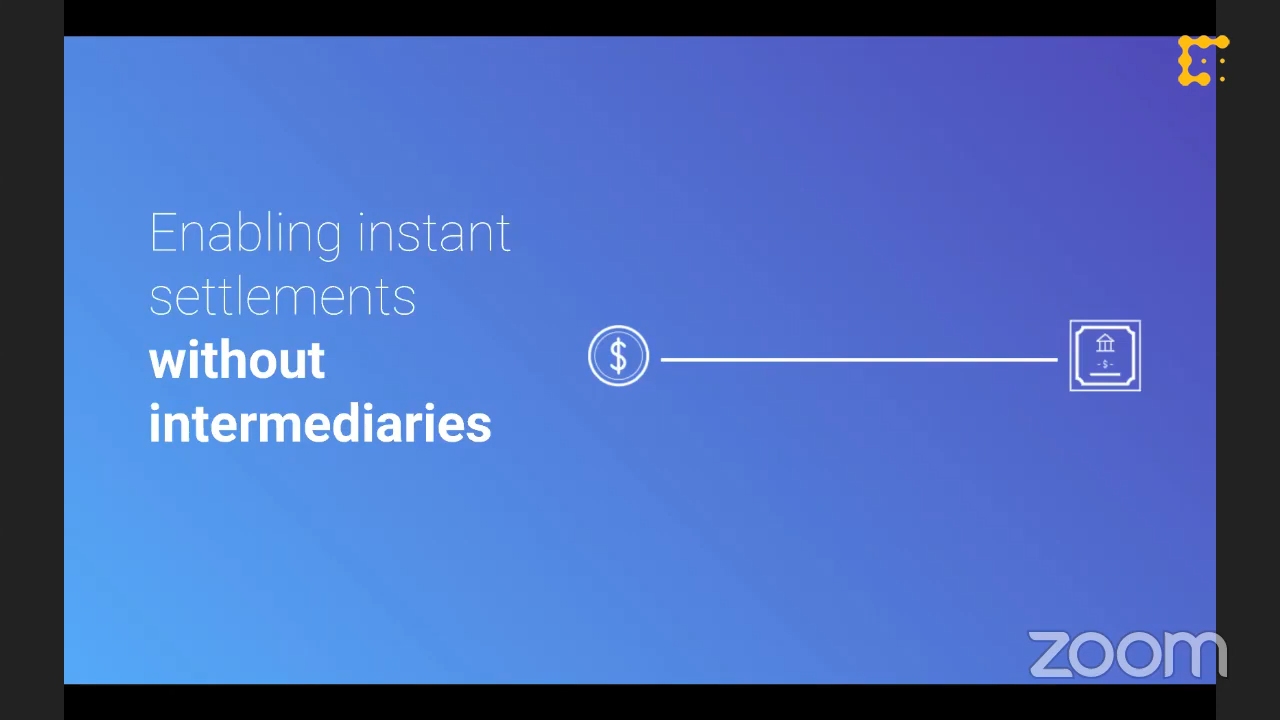 Enabling instant
settlements
without
intermediaries
$
-$-
zoom